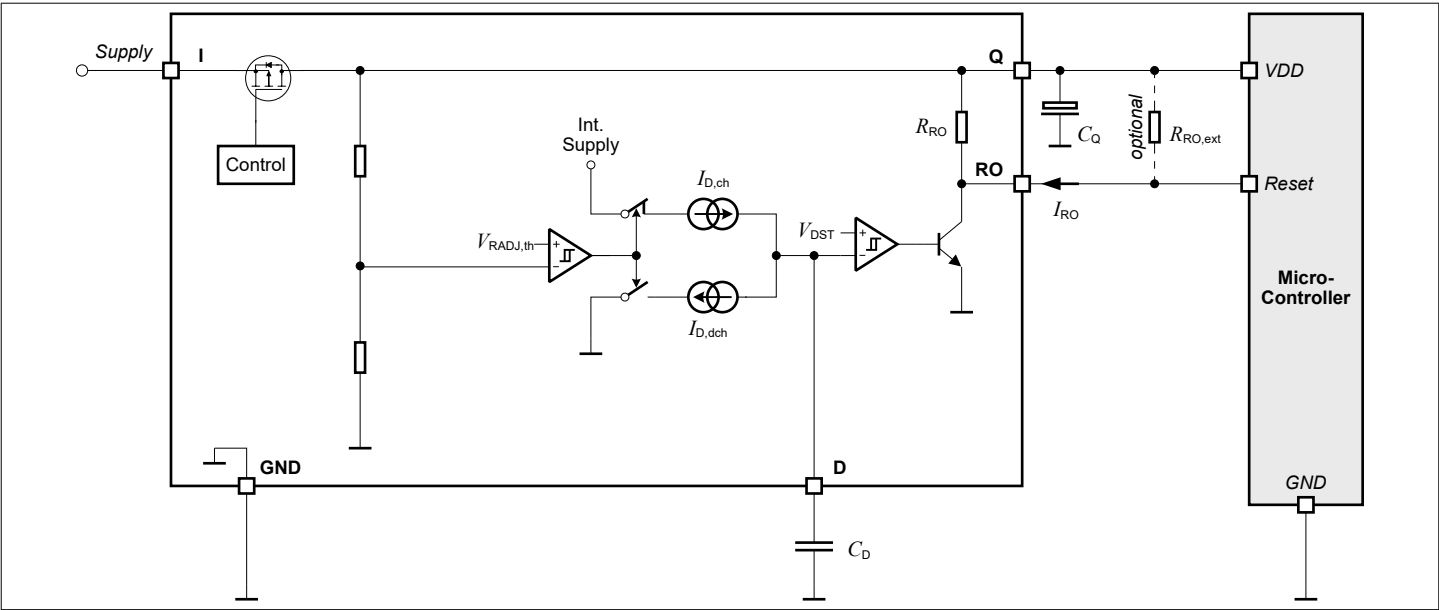 Supply
I
Q
VDD
Control
Int.
Supply
R_RO
C_Q
optional
R_RO,ext
RO
Reset
I_D,ch
I_RO
V_RADJ,th
+
−
V_DST
+
−
I_D,dch
Micro-
Controller
GND
D
GND
C_D